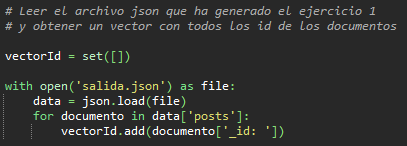 # Leer el archivo json que ha generado el ejercicio 1
# y obtener un vector con todos los id de los documentos
vectorId = set([])
with open('salida.json') as file:
data = json.load(file)
for documento in data['posts']:
vectorId.add(documento['_id: '])